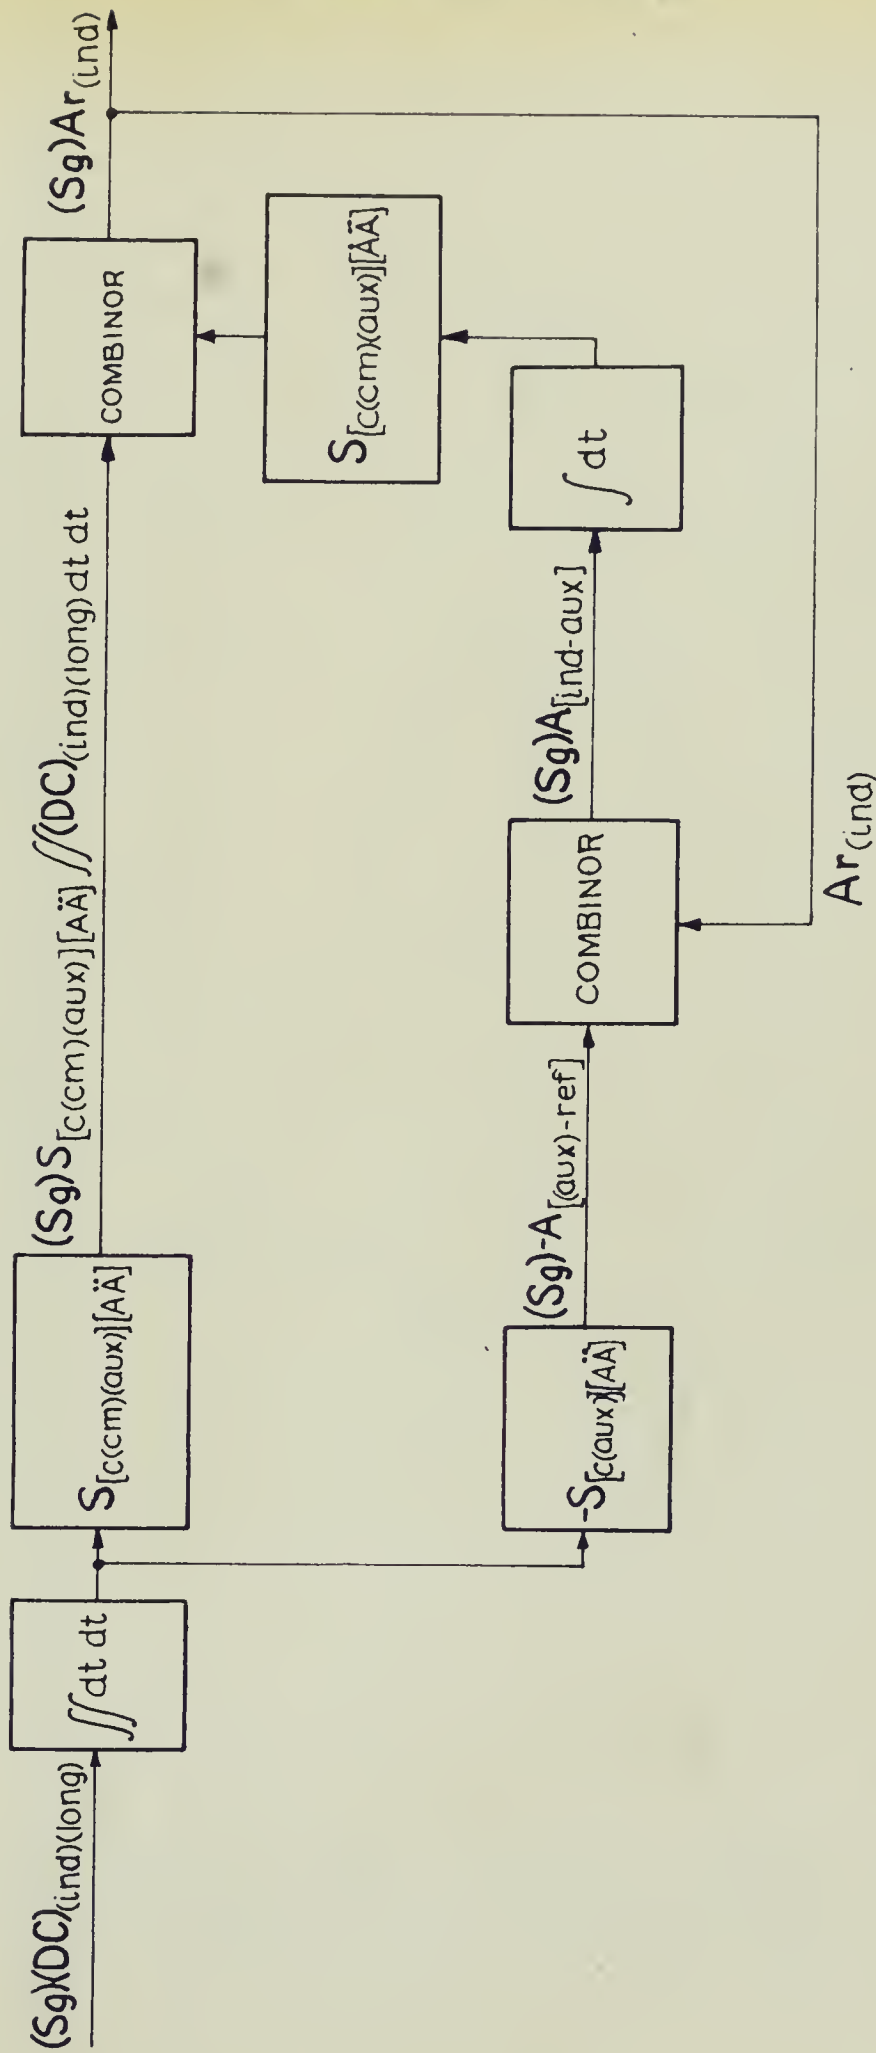 (Sg)(DC)(ind)(long)
∬dt dt
S[C(cm)(aux)][AÄ]
(Sg)S[C(cm)(aux)][AÄ]∬(DC)(ind)(long) dt dt
COMBINOR
(Sg)Ar(ind)
S[C(cm)(aux)][ȦÄ]
-S[C(aux)][AÄ]
(Sg)-A[(aux)-ref]
COMBINOR
(Sg)A[ind-aux]
∫dt
Ar(ind)